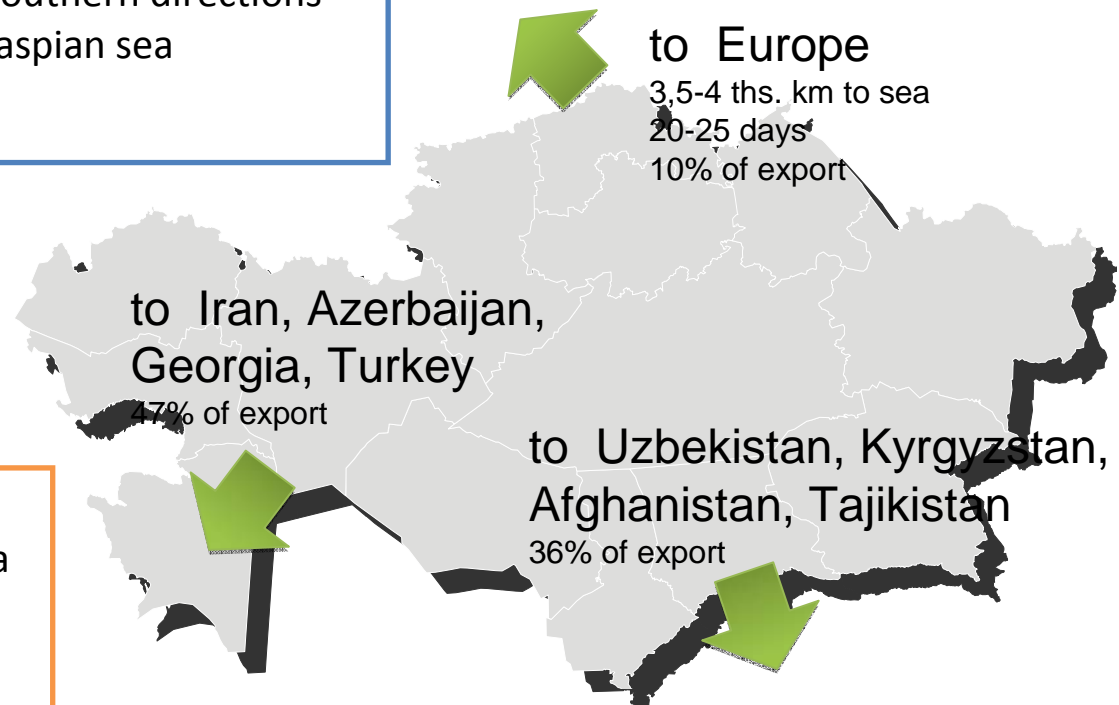 outhern directions
aspian sea
to Europe
3,5-4 ths. km to sea
20-25 days
10% of export
to Iran, Azerbaijan,
Georgia, Turkey
47% of export
to Uzbekistan, Kyrgyzstan,
Afghanistan, Tajikistan
36% of export
a